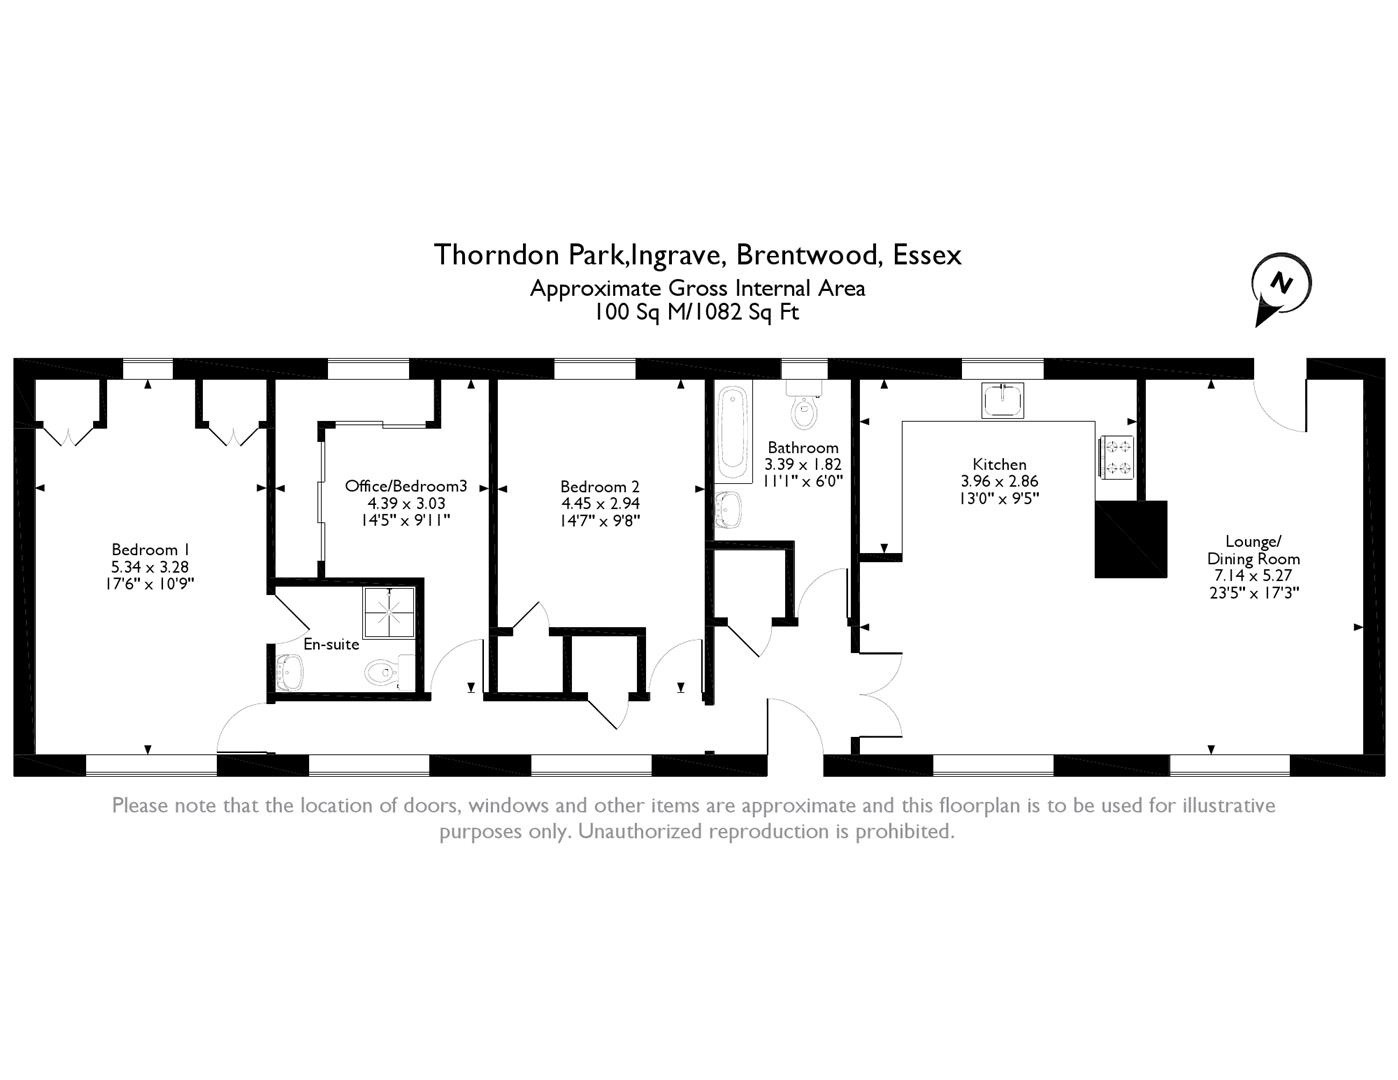 Thorndon Park,Ingrave, Brentwood, Essex
Approximate Gross Internal Area
100 Sq M/1082 Sq Ft
N
Bedroom 1
5.34 x 3.28
17'6" x 10'9"
Office/Bedroom3
4.39 x 3.03
14'5" x 9'11"
En-suite
Bedroom 2
4.45 x 2.94
14'7" x 9'8"
Bathroom
3.39 x 1.82
11'1" x 6'0"
Kitchen
3.96 x 2.86
13'0" x 9'5"
Lounge/
Dining Room
7.14 x 5.27
23'5" x 17'3"
Please note that the location of doors, windows and other items are approximate and this floorplan is to be used for illustrative
purposes only. Unauthorized reproduction is prohibited.